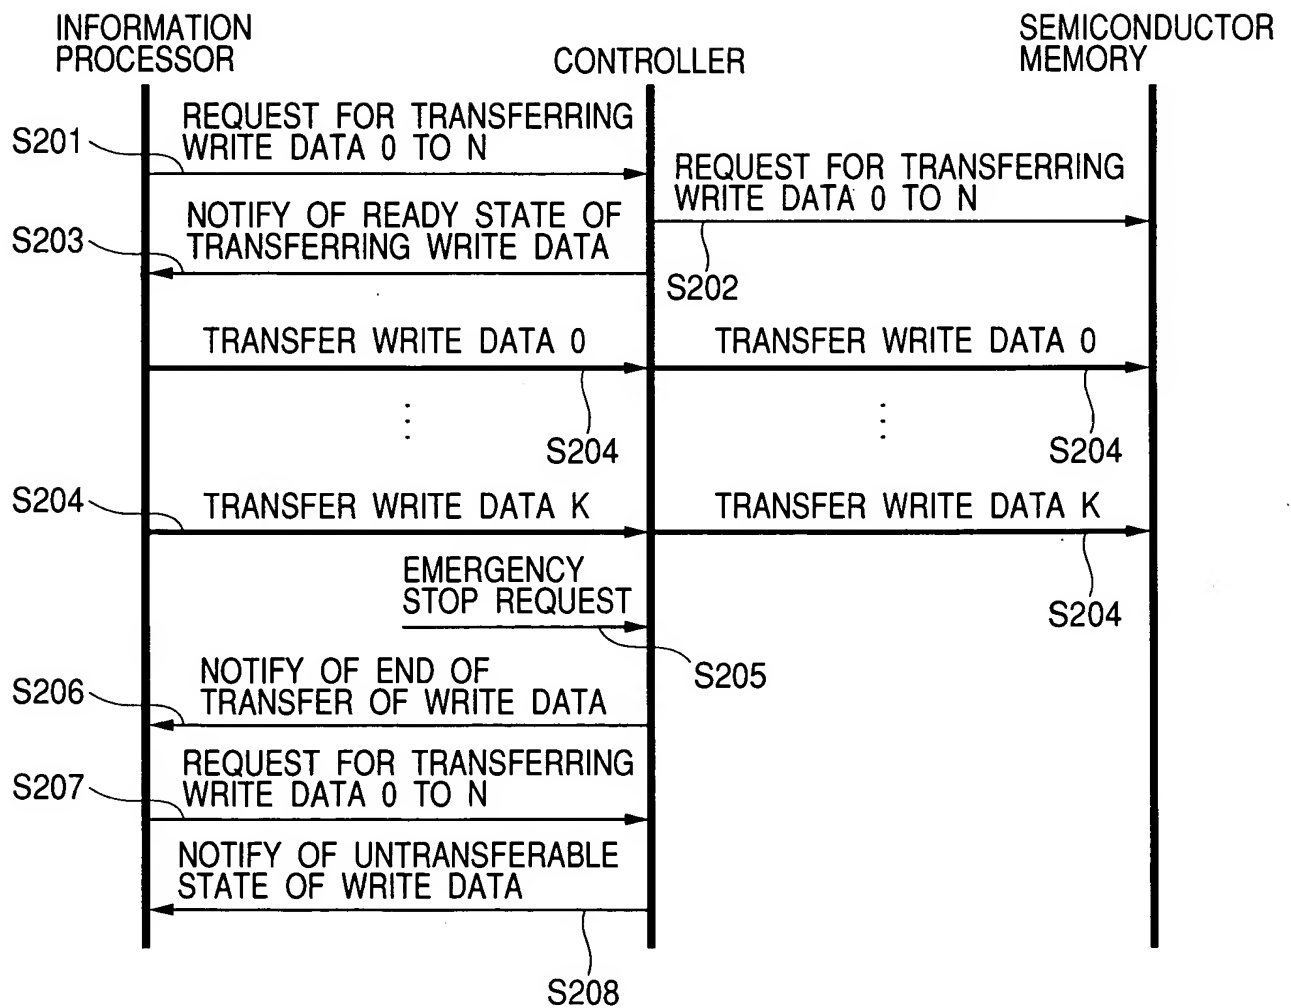 INFORMATION
PROCESSOR
CONTROLLER
SEMICONDUCTOR
MEMORY
S201
REQUEST FOR TRANSFERRING
WRITE DATA 0 TO N
REQUEST FOR TRANSFERRING
WRITE DATA 0 TO N
S202
S203
NOTIFY OF READY STATE OF
TRANSFERRING WRITE DATA
TRANSFER WRITE DATA 0
TRANSFER WRITE DATA 0
S204
S204
S204
TRANSFER WRITE DATA K
TRANSFER WRITE DATA K
S204
EMERGENCY
STOP REQUEST
S205
S206
NOTIFY OF END OF
TRANSFER OF WRITE DATA
S207
REQUEST FOR TRANSFERRING
WRITE DATA 0 TO N
NOTIFY OF UNTRANSFERABLE
STATE OF WRITE DATA
S208